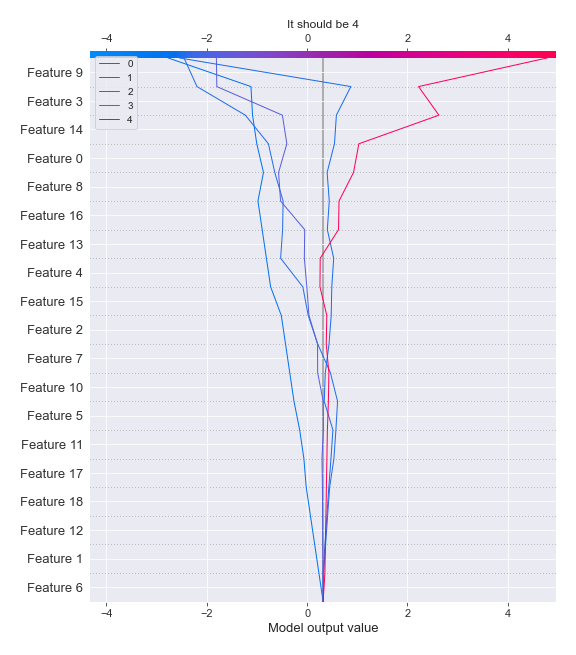 It should be 4
−4 −2 0 2 4
0
1
2
3
4
Feature 9
Feature 3
Feature 14
Feature 0
Feature 8
Feature 16
Feature 13
Feature 4
Feature 15
Feature 2
Feature 7
Feature 10
Feature 5
Feature 11
Feature 17
Feature 18
Feature 12
Feature 1
Feature 6
−4 −2 0 2 4
Model output value